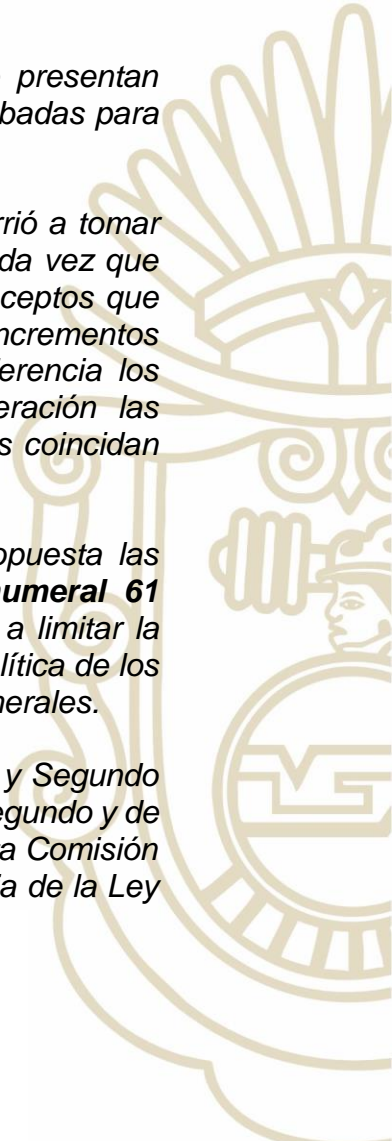 presentan
badas para
rrió a tomar
da vez que
ceptos que
ncrementos
ferencia los
eración las
s coincidan
opuesta las
numeral 61
a limitar la
lítica de los
nerales.
y Segundo
egundo y de
a Comisión
ia de la Ley